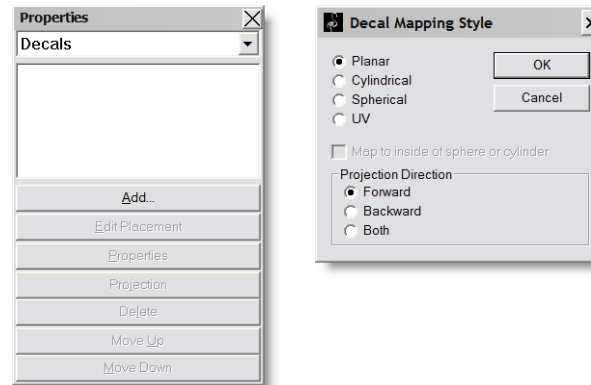 Properties
Decals
Add...
Edit Placement
Properties
Projection
Delete
Move Up
Move Down
Decal Mapping Style
Planar
Cylindrical
Spherical
UV
OK
Cancel
Map to inside of sphere or cylinder
Projection Direction
Forward
Backward
Both